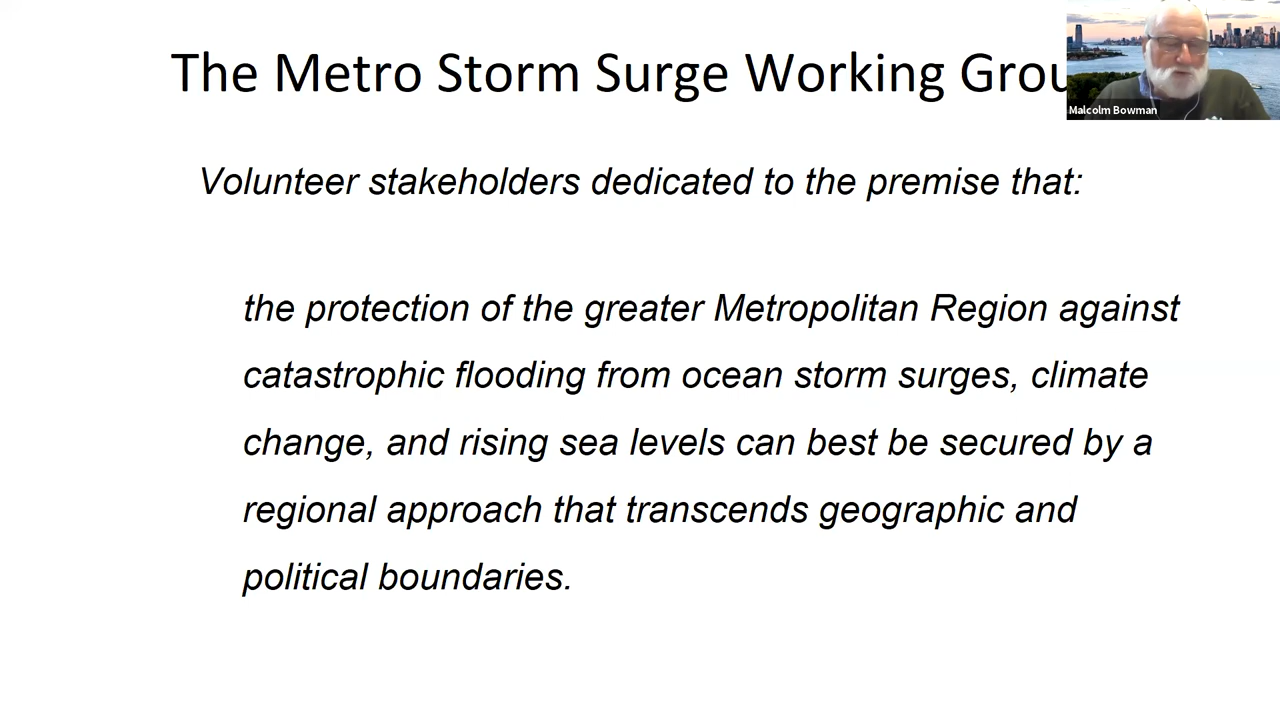 The Metro Storm Surge Working Grou
Malcolm Bowman
Volunteer stakeholders dedicated to the premise that:
the protection of the greater Metropolitan Region against
catastrophic flooding from ocean storm surges, climate
change, and rising sea levels can best be secured by a
regional approach that transcends geographic and
political boundaries.